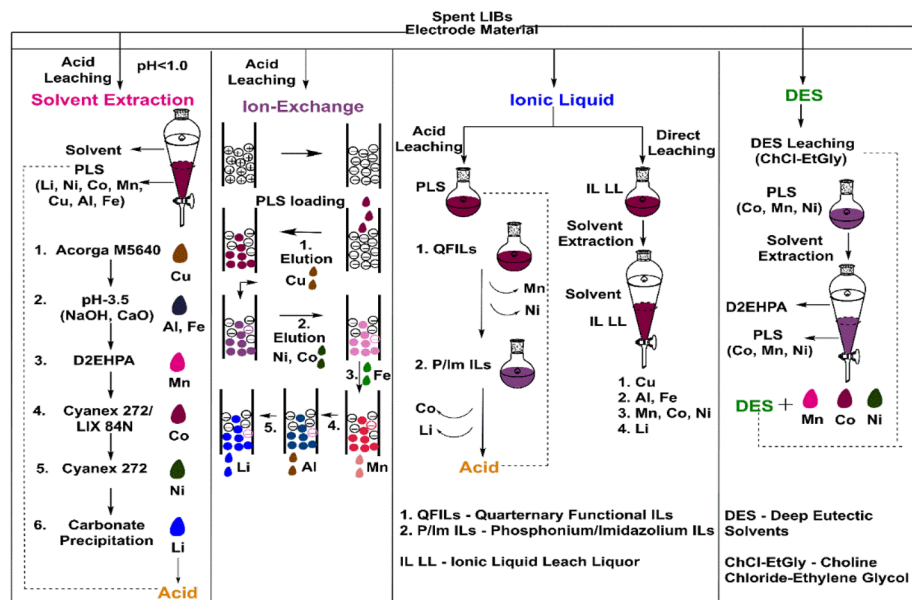 Spent LIBs
Electrode Material
Acid
Leaching
pH<1.0
Solvent Extraction
Solvent
PLS
(Li, Ni, Co, Mn,
Cu, Al, Fe)
1. Acorga M5640
Cu
2. pH-3.5
(NaOH, CaO)
Al, Fe
3. D2EHPA
Mn
4. Cyanex 272/
LIX 84N
Co
5. Cyanex 272
Ni
6. Carbonate
Precipitation
Li
Acid
Acid
Leaching
Ion-Exchange
PLS loading
1.
Elution
Cu
2.
Elution
Ni, Co
3. Fe
4.
5.
Li
Al
Mn
Ionic Liquid
Acid
Leaching
Direct
Leaching
PLS
1. QFILs
Mn
Ni
2. P/Im ILs
Co
Li
Acid
IL LL
Solvent
Extraction
Solvent
IL LL
1. Cu
2. Al, Fe
3. Mn, Co, Ni
4. Li
1. QFILs - Quarternary Functional ILs
2. P/Im ILs - Phosphonium/Imidazolium ILs
IL LL - Ionic Liquid Leach Liquor
DES
DES Leaching
(ChCl-EtGly)
PLS
(Co, Mn, Ni)
Solvent
Extraction
D2EHPA
PLS
(Co, Mn, Ni)
DES +
Mn Co Ni
DES - Deep Eutectic
Solvents
ChCl-EtGly - Choline
Chloride-Ethylene Glycol